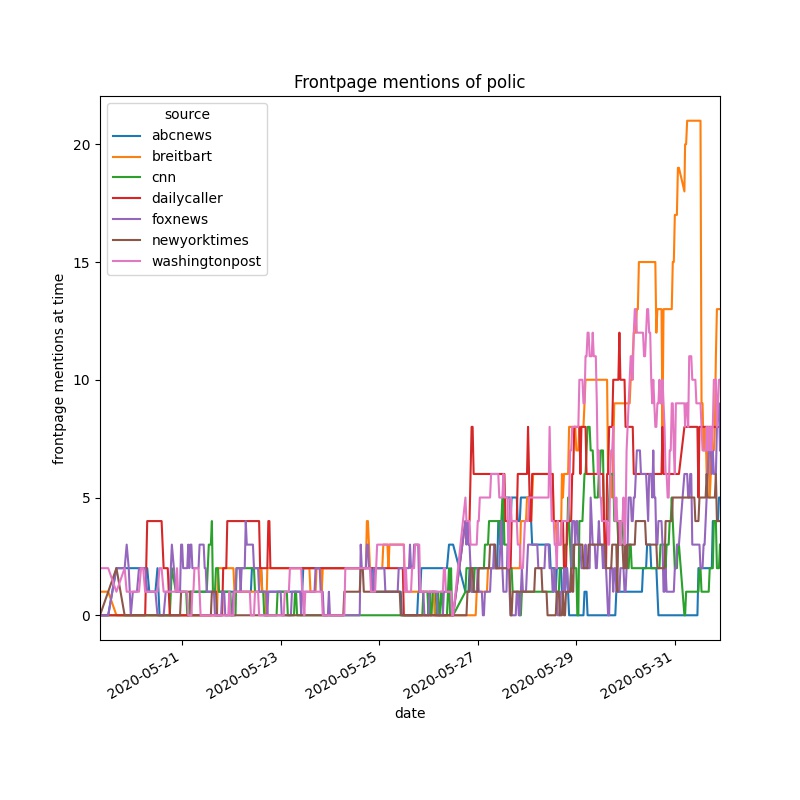 Frontpage mentions of polic
source
abcnews
breitbart
cnn
dailycaller
foxnews
newyorktimes
washingtonpost
frontpage mentions at time
20
15
10
5
0
2020-05-21
2020-05-23
2020-05-25
2020-05-27
2020-05-29
2020-05-31
date